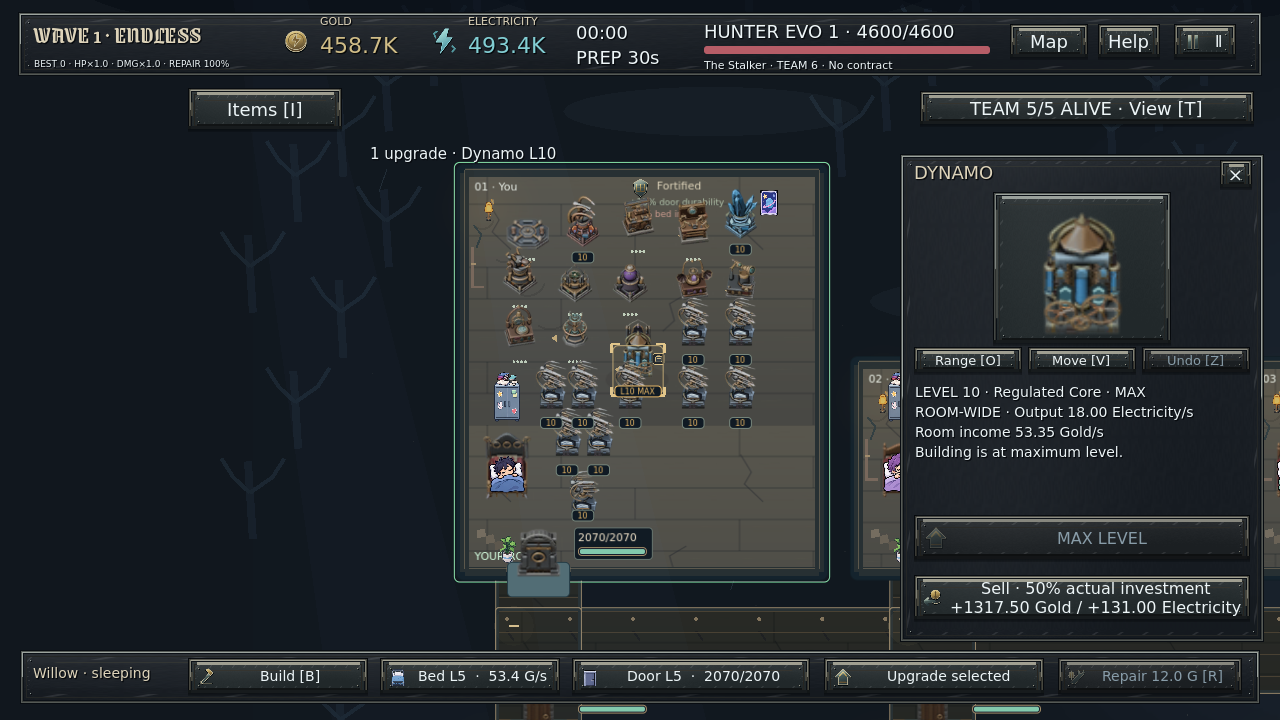 WAVE 1 · ENDLESS
BEST 0 · HP×1.0 · DMG×1.0 · REPAIR 100%
GOLD
458.7K
ELECTRICITY
493.4K
00:00
PREP 30s
HUNTER EVO 1 · 4600/4600
The Stalker · TEAM 6 · No contract
Map
Help
Items [I]
TEAM 5/5 ALIVE · View [T]
1 upgrade · Dynamo L10
01 · You
Fortified
% door durability
bed
10
10
10
10
L10 MAX
10
10
10
10
10
10
10
10
10
2070/2070
02 ·
03
DYNAMO
Range [O]
Move [V]
Undo [Z]
LEVEL 10 · Regulated Core · MAX
ROOM-WIDE · Output 18.00 Electricity/s
Room income 53.35 Gold/s
Building is at maximum level.
MAX LEVEL
Sell · 50% actual investment
+1317.50 Gold / +131.00 Electricity
Willow · sleeping
Build [B]
Bed L5 · 53.4 G/s
Door L5 · 2070/2070
Upgrade selected
Repair 12.0 G [R]